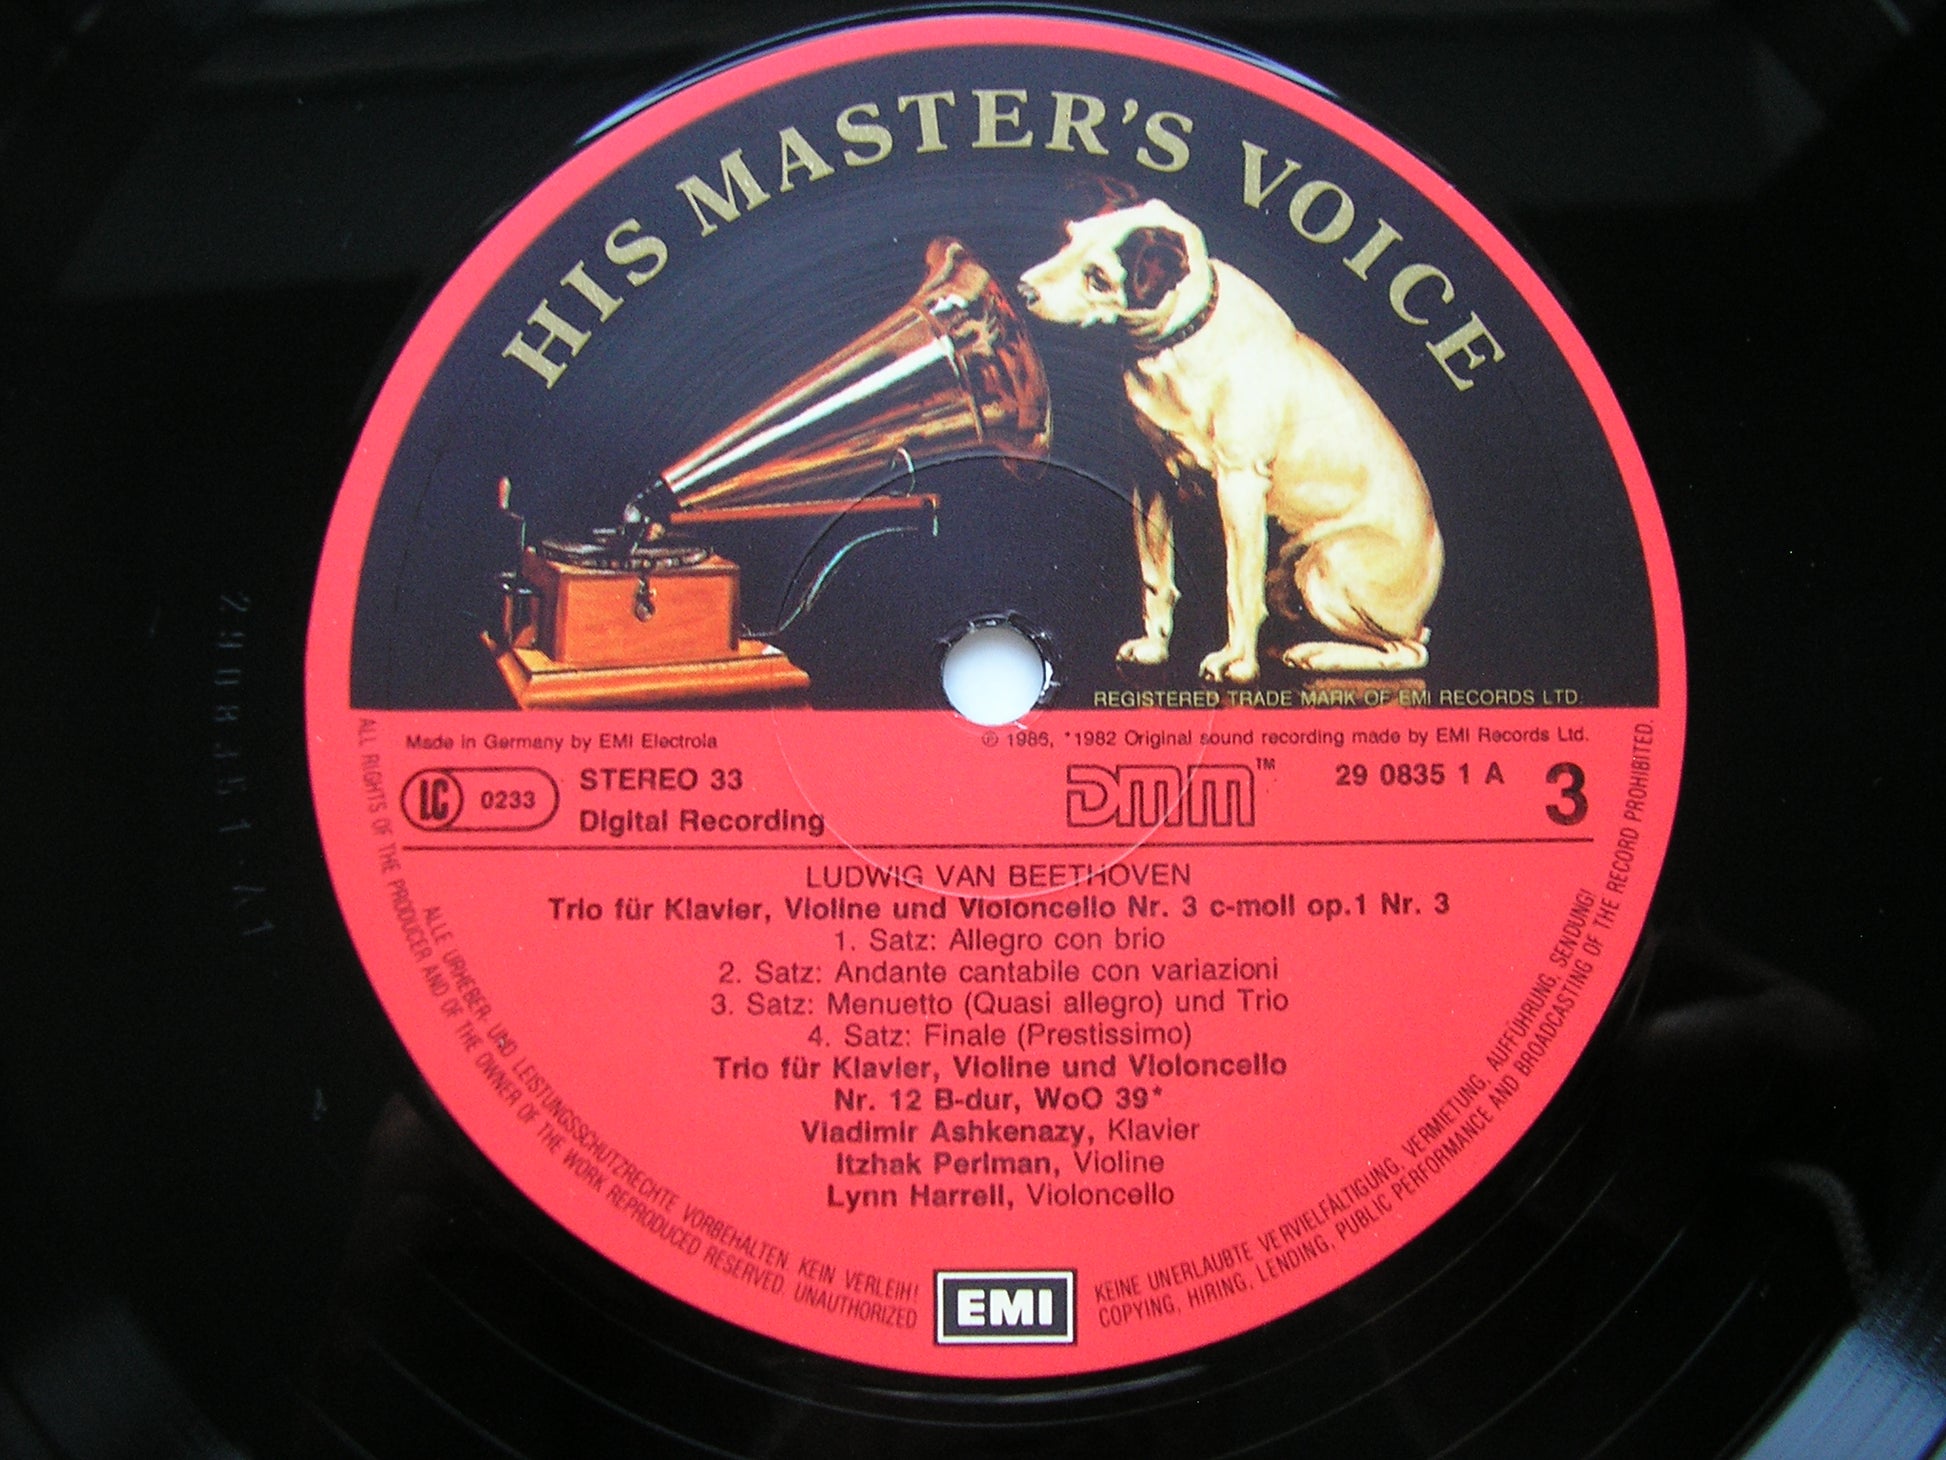 HIS MASTER'S VOICE
REGISTERED TRADE MARK OF EMI RECORDS LTD.
Made in Germany by EMI Electrola
℗ 1986, *1982 Original sound recording made by EMI Records Ltd.
LC 0233
STEREO 33
Digital Recording
DMM™
29 0835 1 A
3
LUDWIG VAN BEETHOVEN
Trio für Klavier, Violine und Violoncello Nr. 3 c-moll op.1 Nr. 3
1. Satz: Allegro con brio
2. Satz: Andante cantabile con variazioni
3. Satz: Menuetto (Quasi allegro) und Trio
4. Satz: Finale (Prestissimo)
Trio für Klavier, Violine und Violoncello
Nr. 12 B-dur, WoO 39*
Vladimir Ashkenazy, Klavier
Itzhak Perlman, Violine
Lynn Harrell, Violoncello
EMI
ALLE URHEBER- UND LEISTUNGSSCHUTZRECHTE VORBEHALTEN. KEIN VERLEIH!
KEINE UNERLAUBTE VERVIELFÄLTIGUNG, VERMIETUNG, AUFFÜHRUNG, SENDUNG!
ALL RIGHTS OF THE PRODUCER AND OF THE OWNER OF THE WORK REPRODUCED RESERVED. UNAUTHORIZED
COPYING, HIRING, LENDING, PUBLIC PERFORMANCE AND BROADCASTING OF THE RECORD PROHIBITED.